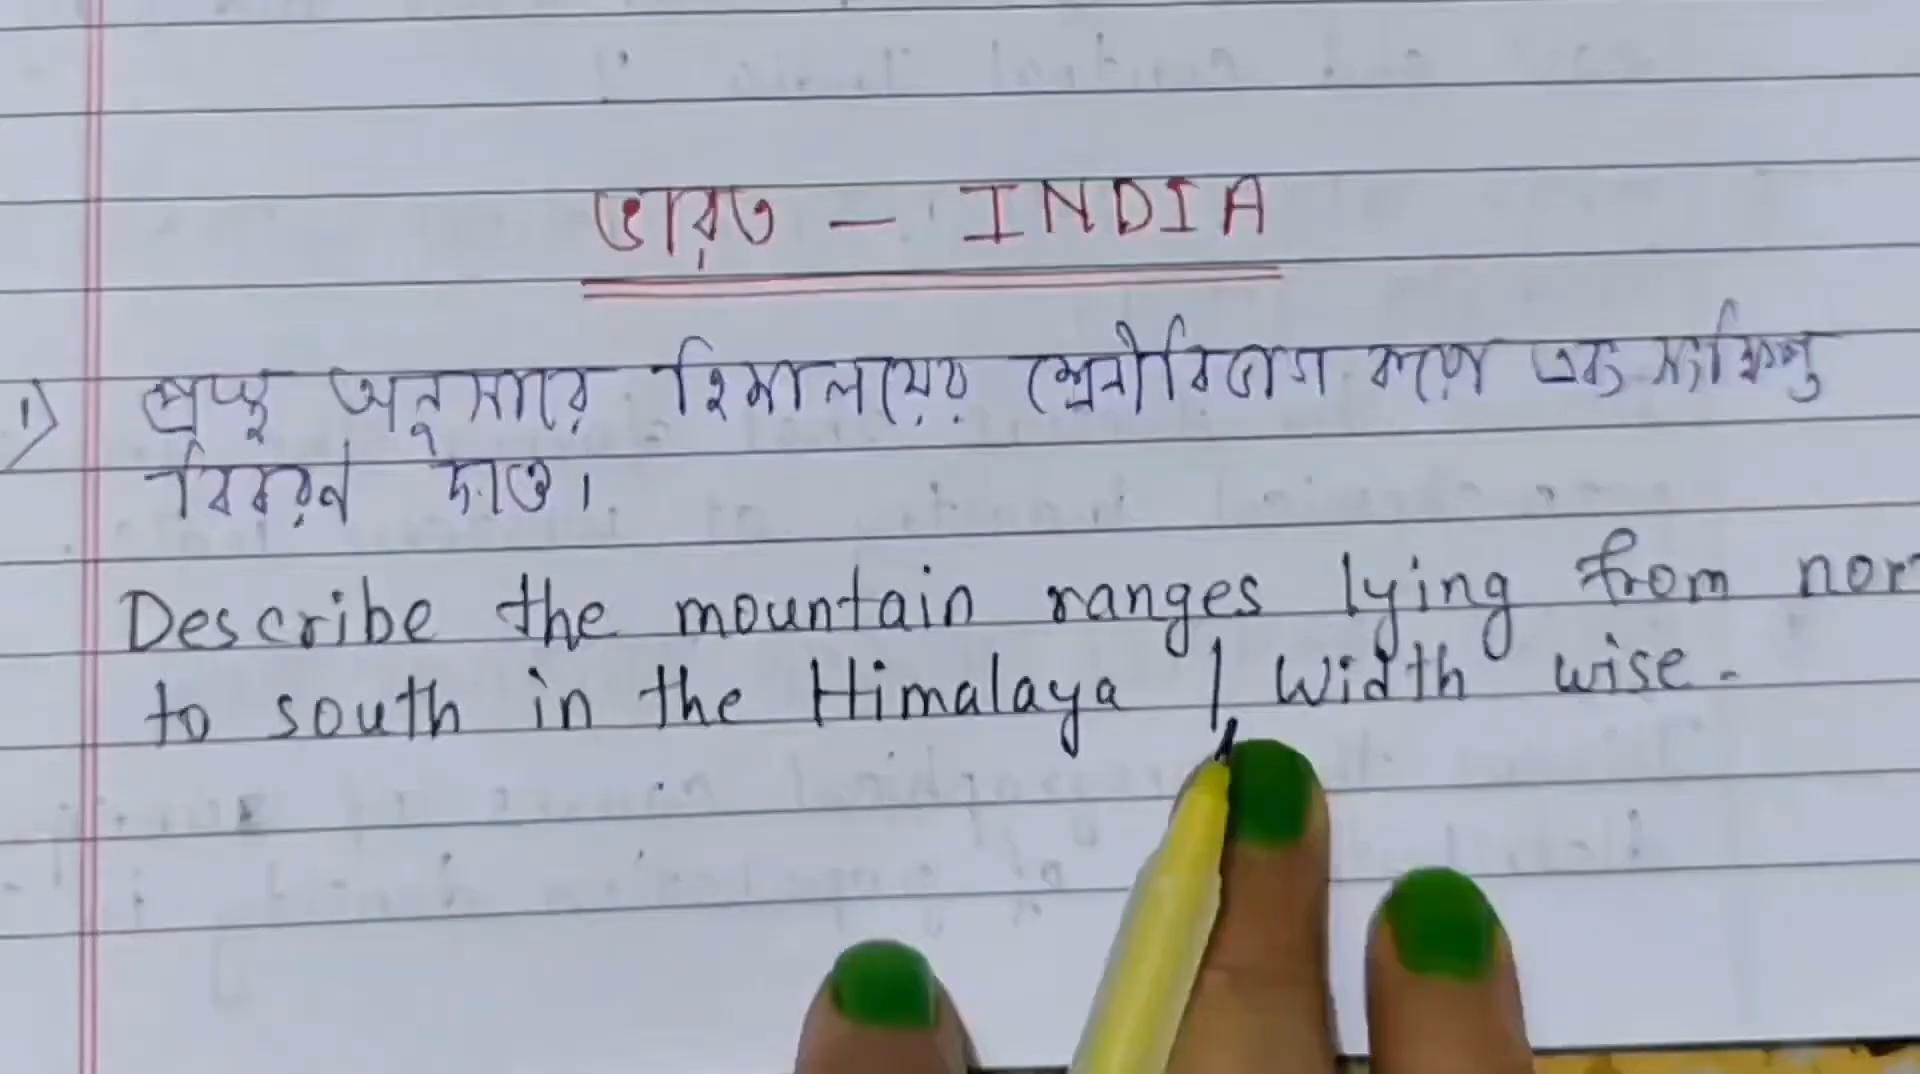 ভারত — INDIA
1) প্রস্থ অনুসারে হিমালয়ের শ্রেনীবিভাগ করো এবং সংক্ষিপ্ত
বিবরণ দাও।
Describe the mountain ranges lying from nor
to south in the Himalaya / Width wise.